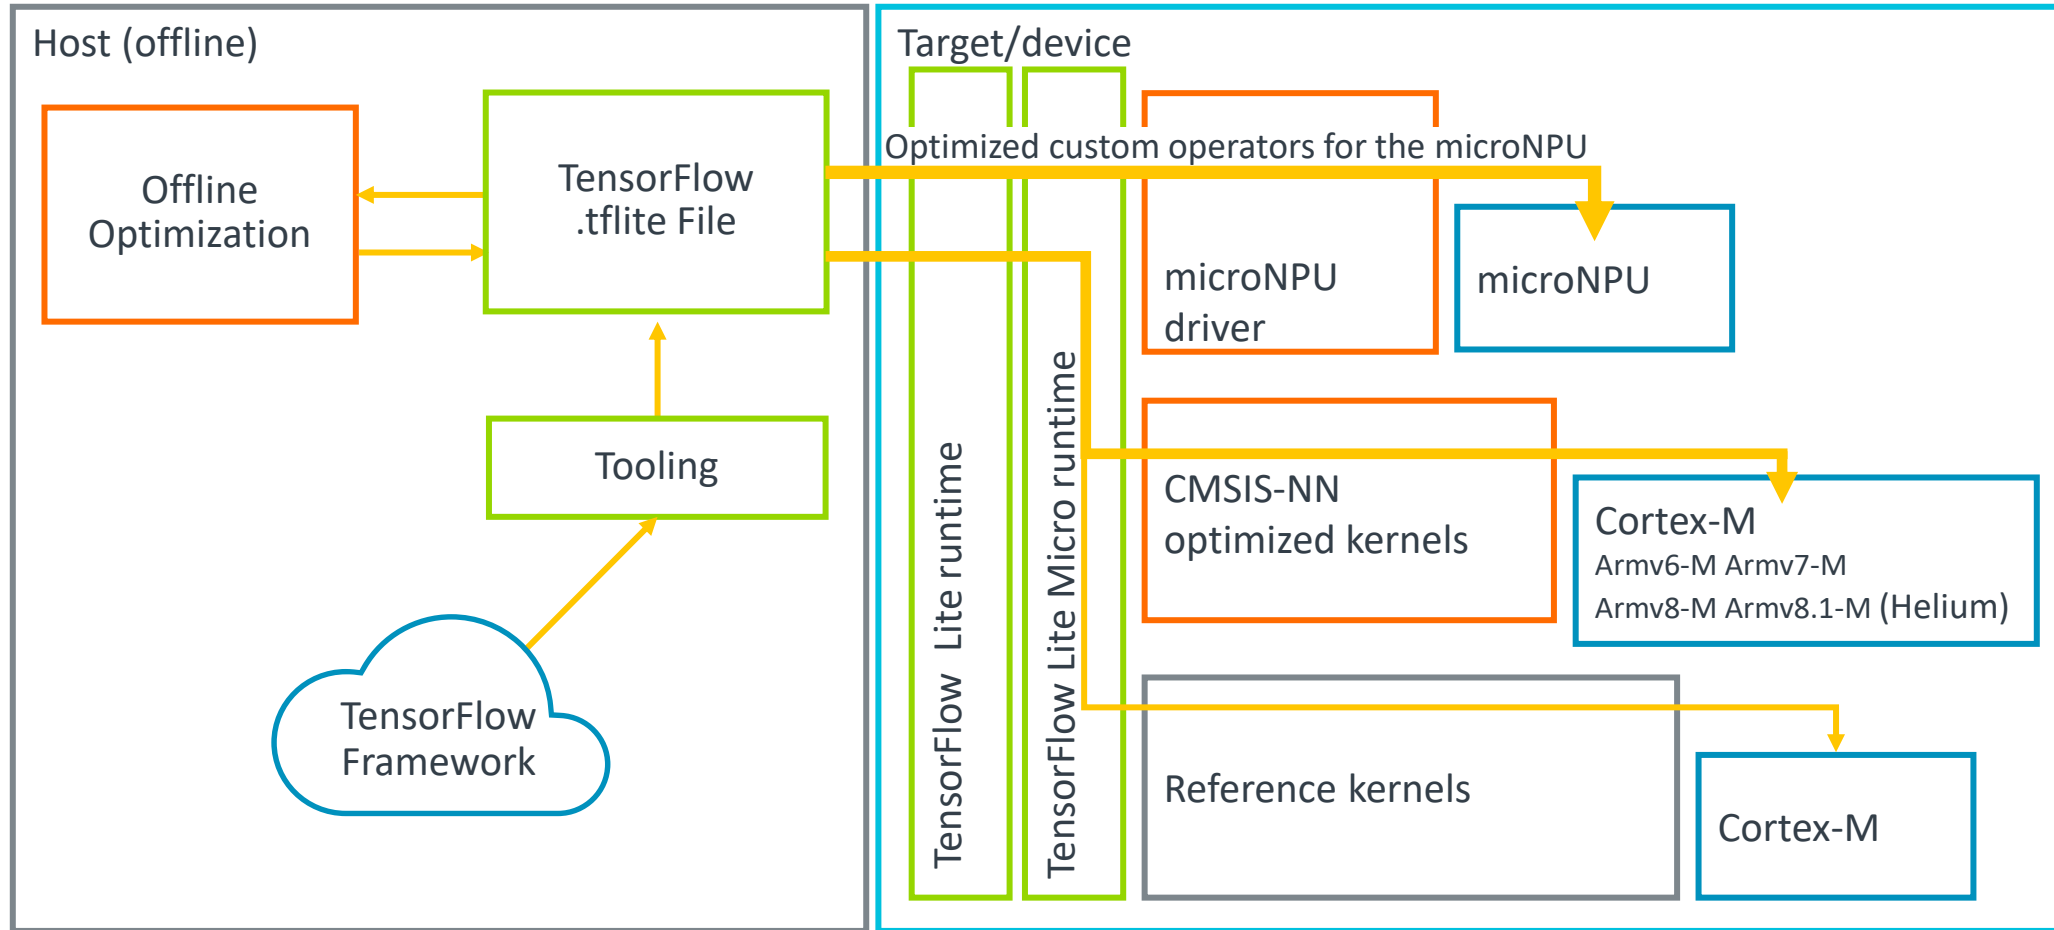 Host (offline)
Offline
Optimization
TensorFlow
.tflite File
Tooling
TensorFlow
Framework
Target/device
Optimized custom operators for the microNPU
TensorFlow Lite runtime
TensorFlow Lite Micro runtime
microNPU
driver
microNPU
CMSIS-NN
optimized kernels
Cortex-M
Armv6-M Armv7-M
Armv8-M Armv8.1-M (Helium)
Reference kernels
Cortex-M